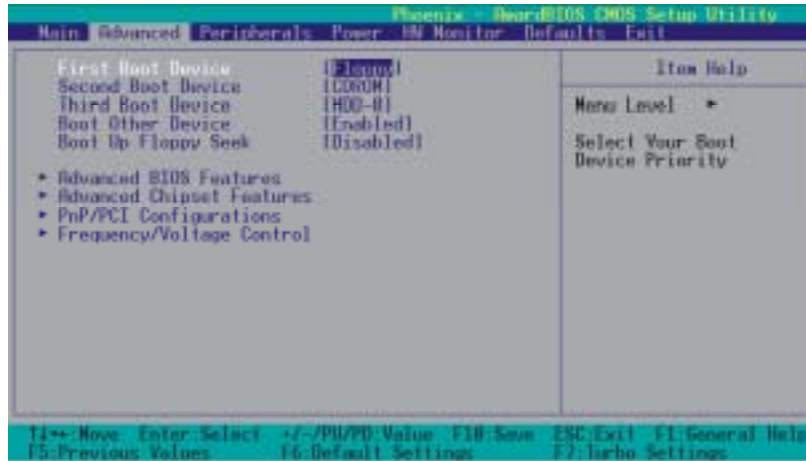 Phoenix - AwardBIOS CMOS Setup Utility
Main Advanced Peripherals Power HW Monitor Defaults Exit
First Boot Device [Floppy]
Second Boot Device [CDROM]
Third Boot Device [HDD-0]
Boot Other Device [Enabled]
Boot Up Floppy Seek [Disabled]
► Advanced BIOS Features
► Advanced Chipset Features
► PnP/PCI Configurations
► Frequency/Voltage Control
Item Help
Menu Level ►
Select Your Boot
Device Priority
↑↓→←:Move Enter:Select +/-/PU/PD:Value F10:Save ESC:Exit F1:General Help
F5:Previous Values F6:Default Settings F7:Turbo Settings